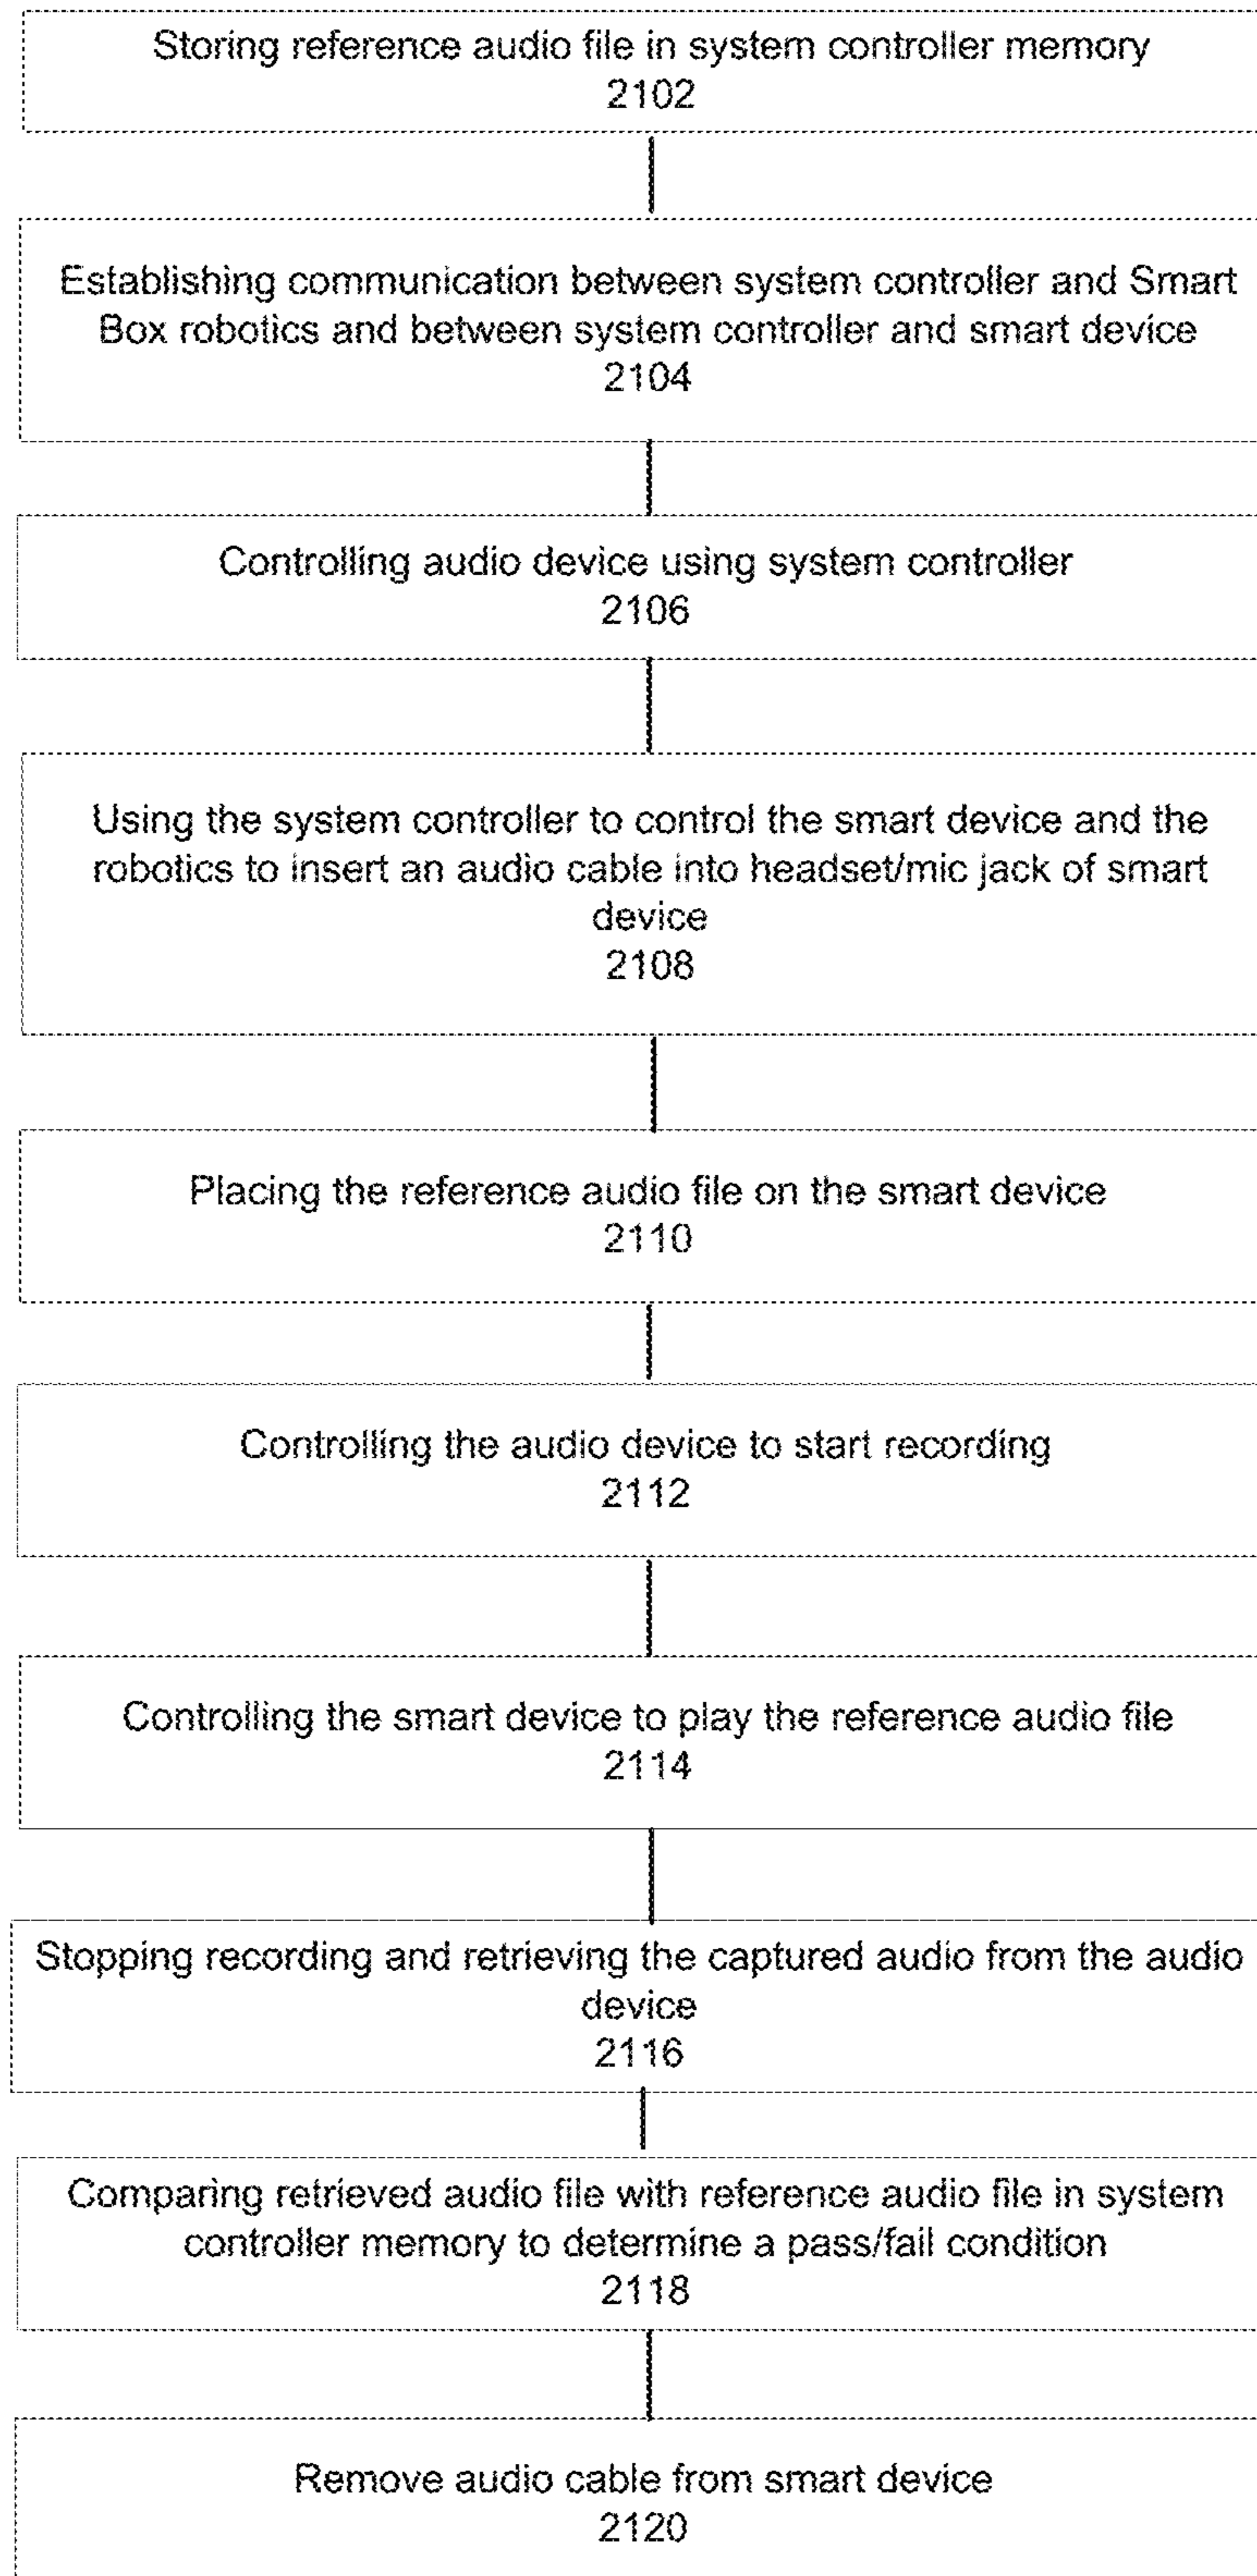 Storing reference audio file in system controller memory
2102
Establishing communication between system controller and Smart
Box robotics and between system controller and smart device
2104
Controlling audio device using system controller
2106
Using the system controller to control the smart device and the
robotics to insert an audio cable into headset/mic jack of smart
device
2108
Placing the reference audio file on the smart device
2110
Controlling the audio device to start recording
2112
Controlling the smart device to play the reference audio file
2114
Stopping recording and retrieving the captured audio from the audio
device
2116
Comparing retrieved audio file with reference audio file in system
controller memory to determine a pass/fail condition
2118
Remove audio cable from smart device
2120